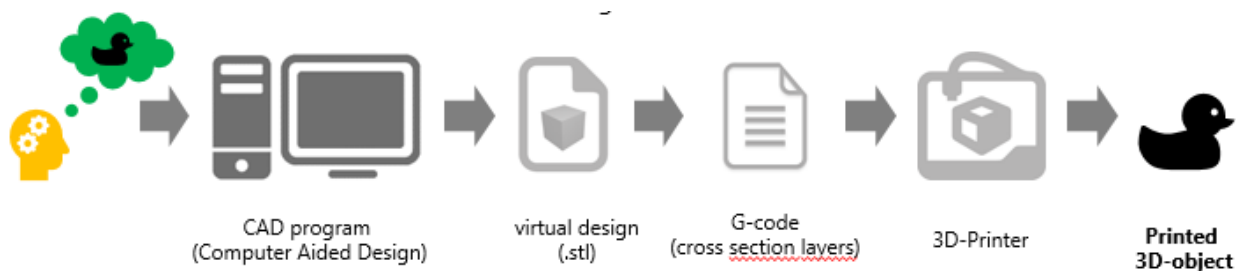 CAD program
(Computer Aided Design)
virtual design
(.stl)
G-code
(cross section layers)
3D-Printer
Printed
3D-object